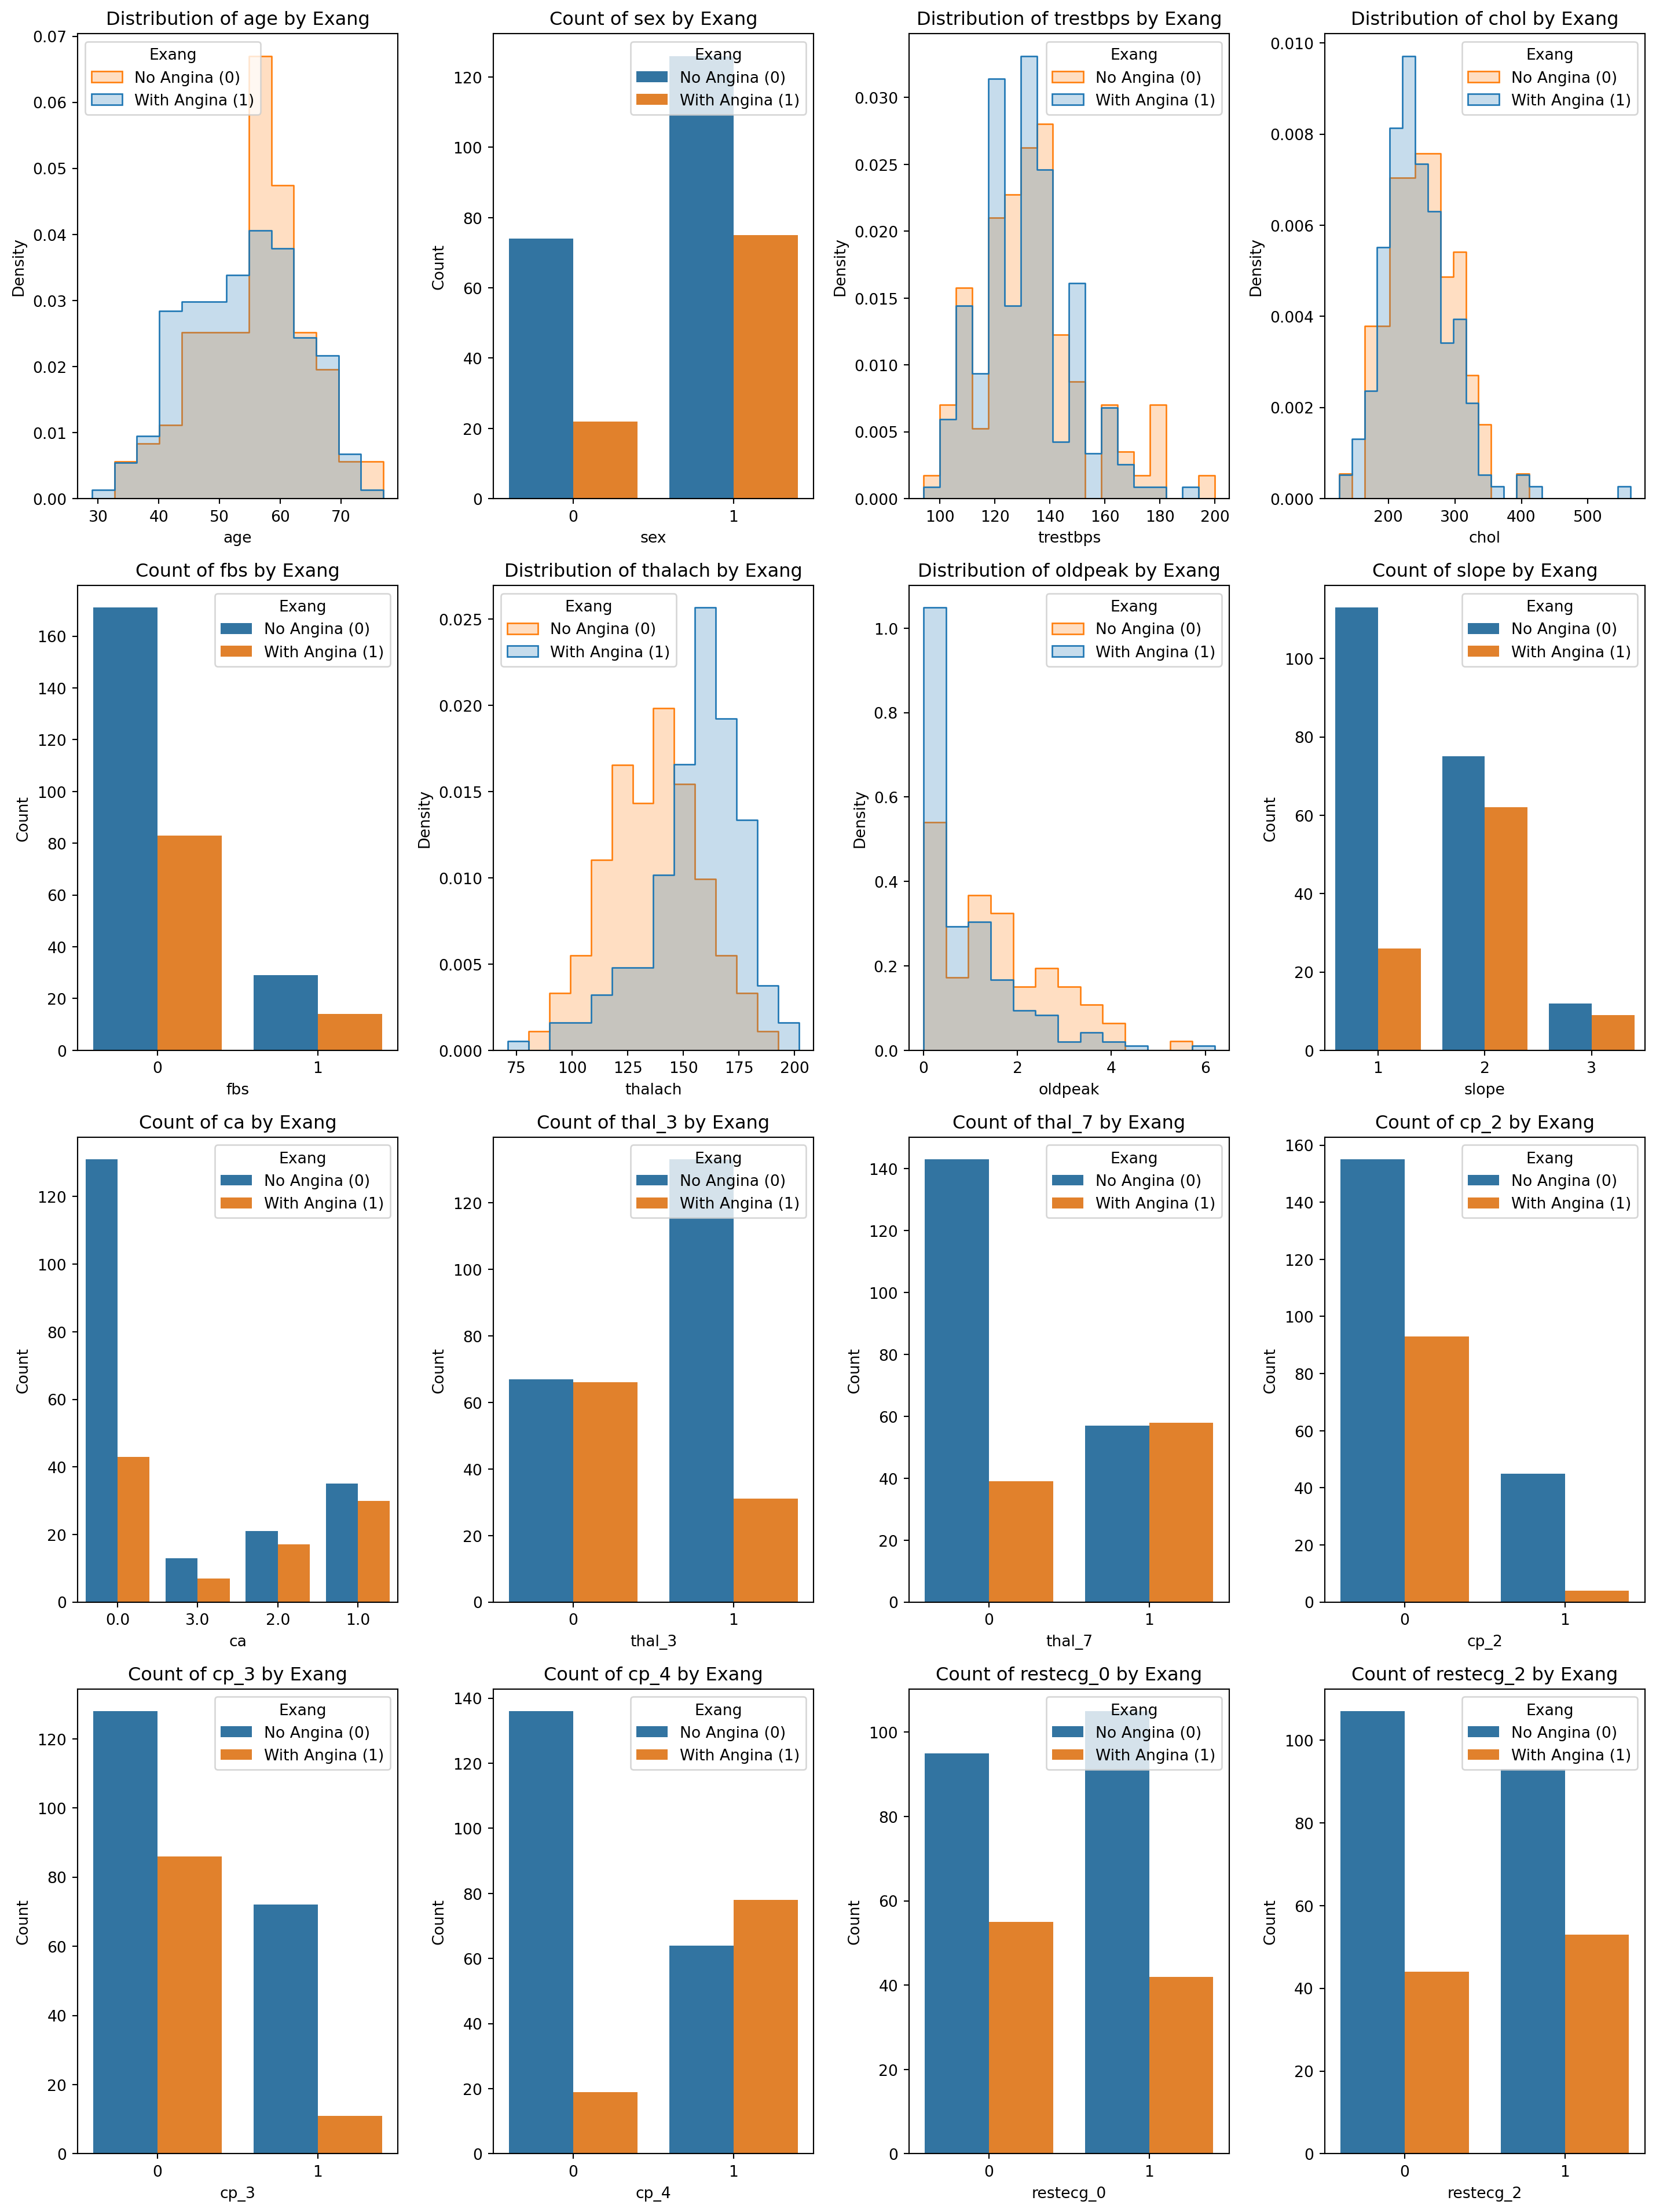 Distribution of age by Exang
Exang
No Angina (0)
With Angina (1)
0.07
0.06
0.05
0.04
0.03
0.02
0.01
0.00
Density
30 40 50 60 70
age
Count of sex by Exang
Exang
No Angina (0)
With Angina (1)
120
100
80
60
40
20
0
Count
0 1
sex
Distribution of trestbps by Exang
Exang
No Angina (0)
With Angina (1)
0.030
0.025
0.020
0.015
0.010
0.005
0.000
Density
100 120 140 160 180 200
trestbps
Distribution of chol by Exang
Exang
No Angina (0)
With Angina (1)
0.010
0.008
0.006
0.004
0.002
0.000
Density
200 300 400 500
chol
Count of fbs by Exang
Exang
No Angina (0)
With Angina (1)
160
140
120
100
80
60
40
20
0
Count
0 1
fbs
Distribution of thalach by Exang
Exang
No Angina (0)
With Angina (1)
0.025
0.020
0.015
0.010
0.005
0.000
Density
75 100 125 150 175 200
thalach
Distribution of oldpeak by Exang
Exang
No Angina (0)
With Angina (1)
1.0
0.8
0.6
0.4
0.2
0.0
Density
0 2 4 6
oldpeak
Count of slope by Exang
Exang
No Angina (0)
With Angina (1)
100
80
60
40
20
0
Count
1 2 3
slope
Count of ca by Exang
Exang
No Angina (0)
With Angina (1)
120
100
80
60
40
20
0
Count
0.0 3.0 2.0 1.0
ca
Count of thal_3 by Exang
Exang
No Angina (0)
With Angina (1)
120
100
80
60
40
20
0
Count
0 1
thal_3
Count of thal_7 by Exang
Exang
No Angina (0)
With Angina (1)
140
120
100
80
60
40
20
0
Count
0 1
thal_7
Count of cp_2 by Exang
Exang
No Angina (0)
With Angina (1)
160
140
120
100
80
60
40
20
0
Count
0 1
cp_2
Count of cp_3 by Exang
Exang
No Angina (0)
With Angina (1)
120
100
80
60
40
20
0
Count
0 1
cp_3
Count of cp_4 by Exang
Exang
No Angina (0)
With Angina (1)
140
120
100
80
60
40
20
0
Count
0 1
cp_4
Count of restecg_0 by Exang
Exang
No Angina (0)
With Angina (1)
100
80
60
40
20
0
Count
0 1
restecg_0
Count of restecg_2 by Exang
Exang
No Angina (0)
With Angina (1)
100
80
60
40
20
0
Count
0 1
restecg_2